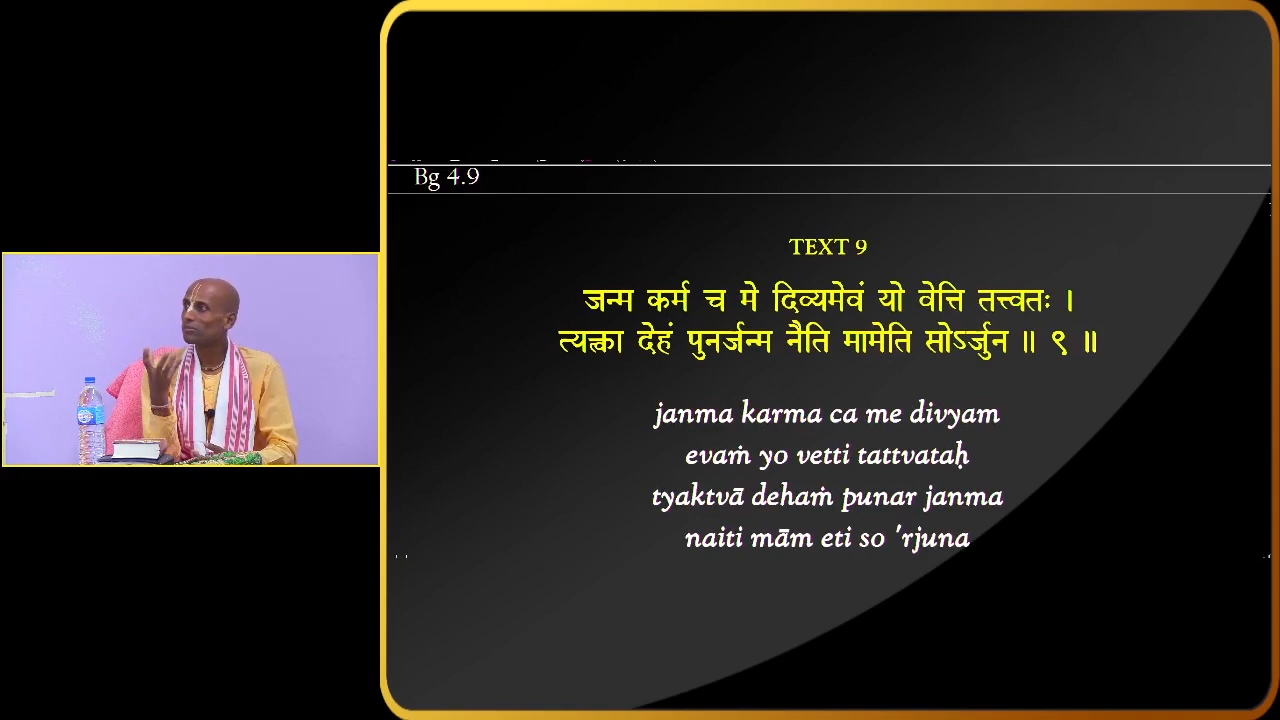 Bg 4.9
TEXT 9
जन्म कर्म च मे दिव्यमेवं यो वेत्ति तत्त्वतः ।
त्यक्त्वा देहं पुनर्जन्म नैति मामेति सोऽर्जुन ॥ ९ ॥
janma karma ca me divyam
evaṁ yo vetti tattvataḥ
tyaktvā dehaṁ punar janma
naiti mām eti so 'rjuna